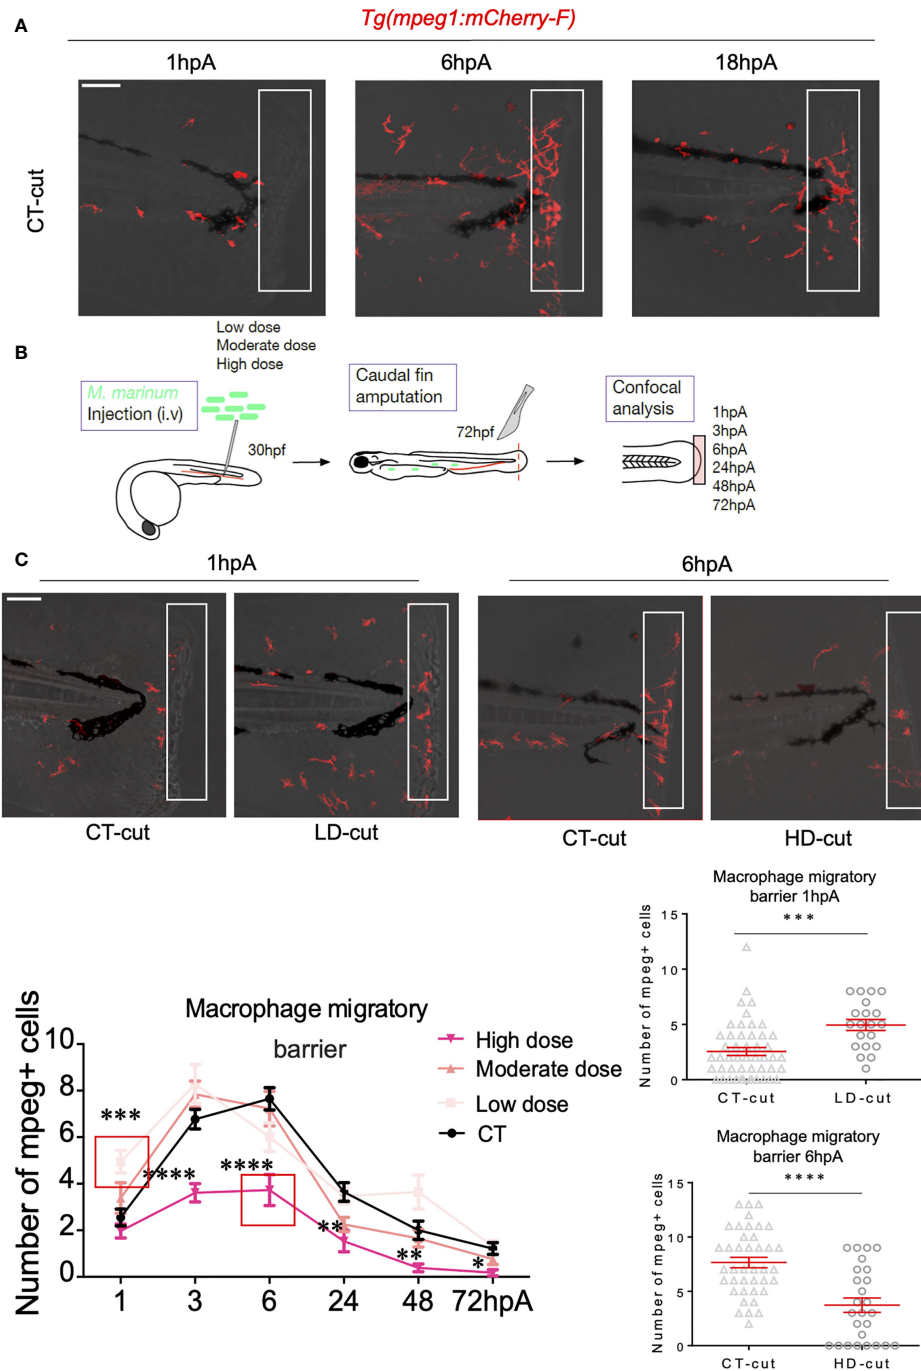 A
Tg(mpeg1:mCherry-F)
1hpA
6hpA
18hpA
CT-cut
B
Low dose
Moderate dose
High dose
M. marinum
Injection (i.v)
30hpf
Caudal fin
amputation
72hpf
Confocal
analysis
1hpA
3hpA
6hpA
24hpA
48hpA
72hpA
C
1hpA
6hpA
CT-cut
LD-cut
CT-cut
HD-cut
Macrophage migratory
barrier
Number of mpeg+ cells
10
8
6
4
2
0
***
****
****
**
**
*
1 3 6 24 48 72hpA
High dose
Moderate dose
Low dose
CT
Macrophage migratory
barrier 1hpA
***
Number of mpeg+ cells
15
10
5
0
CT-cut LD-cut
Macrophage migratory
barrier 6hpA
****
Number of mpeg+ cells
15
10
5
0
CT-cut HD-cut